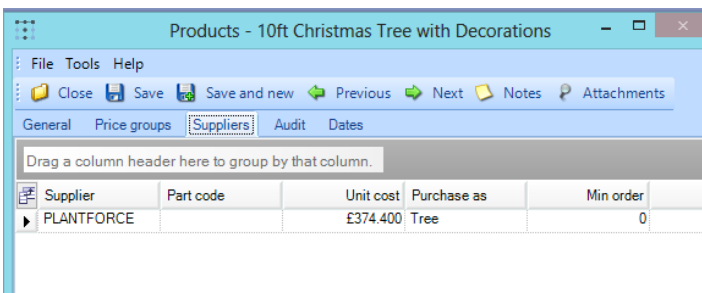 Products - 10ft Christmas Tree with Decorations
File Tools Help
Close Save Save and new Previous Next Notes Attachments
General Price groups Suppliers Audit Dates
Drag a column header here to group by that column.
Supplier Part code Unit cost Purchase as Min order
PLANTFORCE £374.400 Tree 0